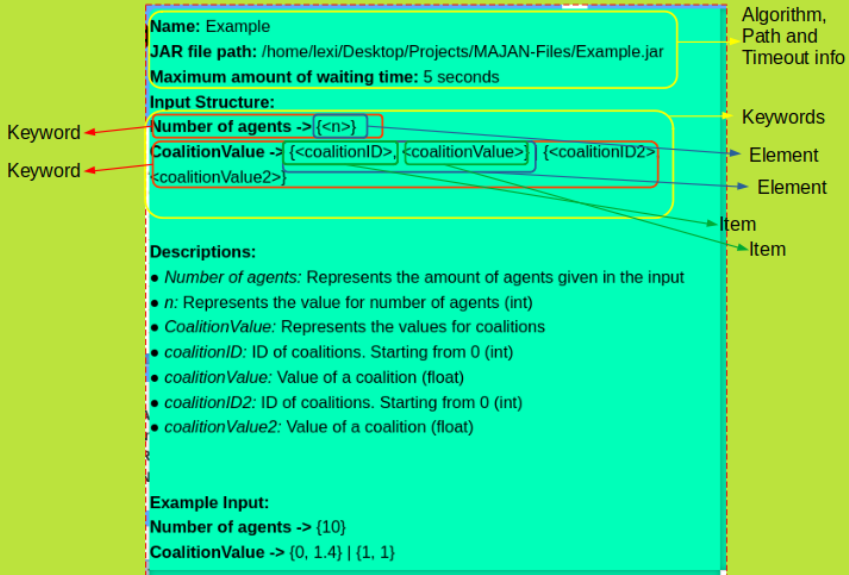 Name: Example
JAR file path: /home/lexi/Desktop/Projects/MAJAN-Files/Example.jar
Maximum amount of waiting time: 5 seconds
Algorithm,
Path and
Timeout info
Input Structure:
Keywords
Keyword
Number of agents -> {<n>}
Element
Keyword
CoalitionValue -> {<coalitionID>, <coalitionValue>} | {<coalitionID2>,
<coalitionValue2>}
Element
Item
Item
Descriptions:
● Number of agents: Represents the amount of agents given in the input
● n: Represents the value for number of agents (int)
● CoalitionValue: Represents the values for coalitions
● coalitionID: ID of coalitions. Starting from 0 (int)
● coalitionValue: Value of a coalition (float)
● coalitionID2: ID of coalitions. Starting from 0 (int)
● coalitionValue2: Value of a coalition (float)
Example Input:
Number of agents -> {10}
CoalitionValue -> {0, 1.4} | {1, 1}